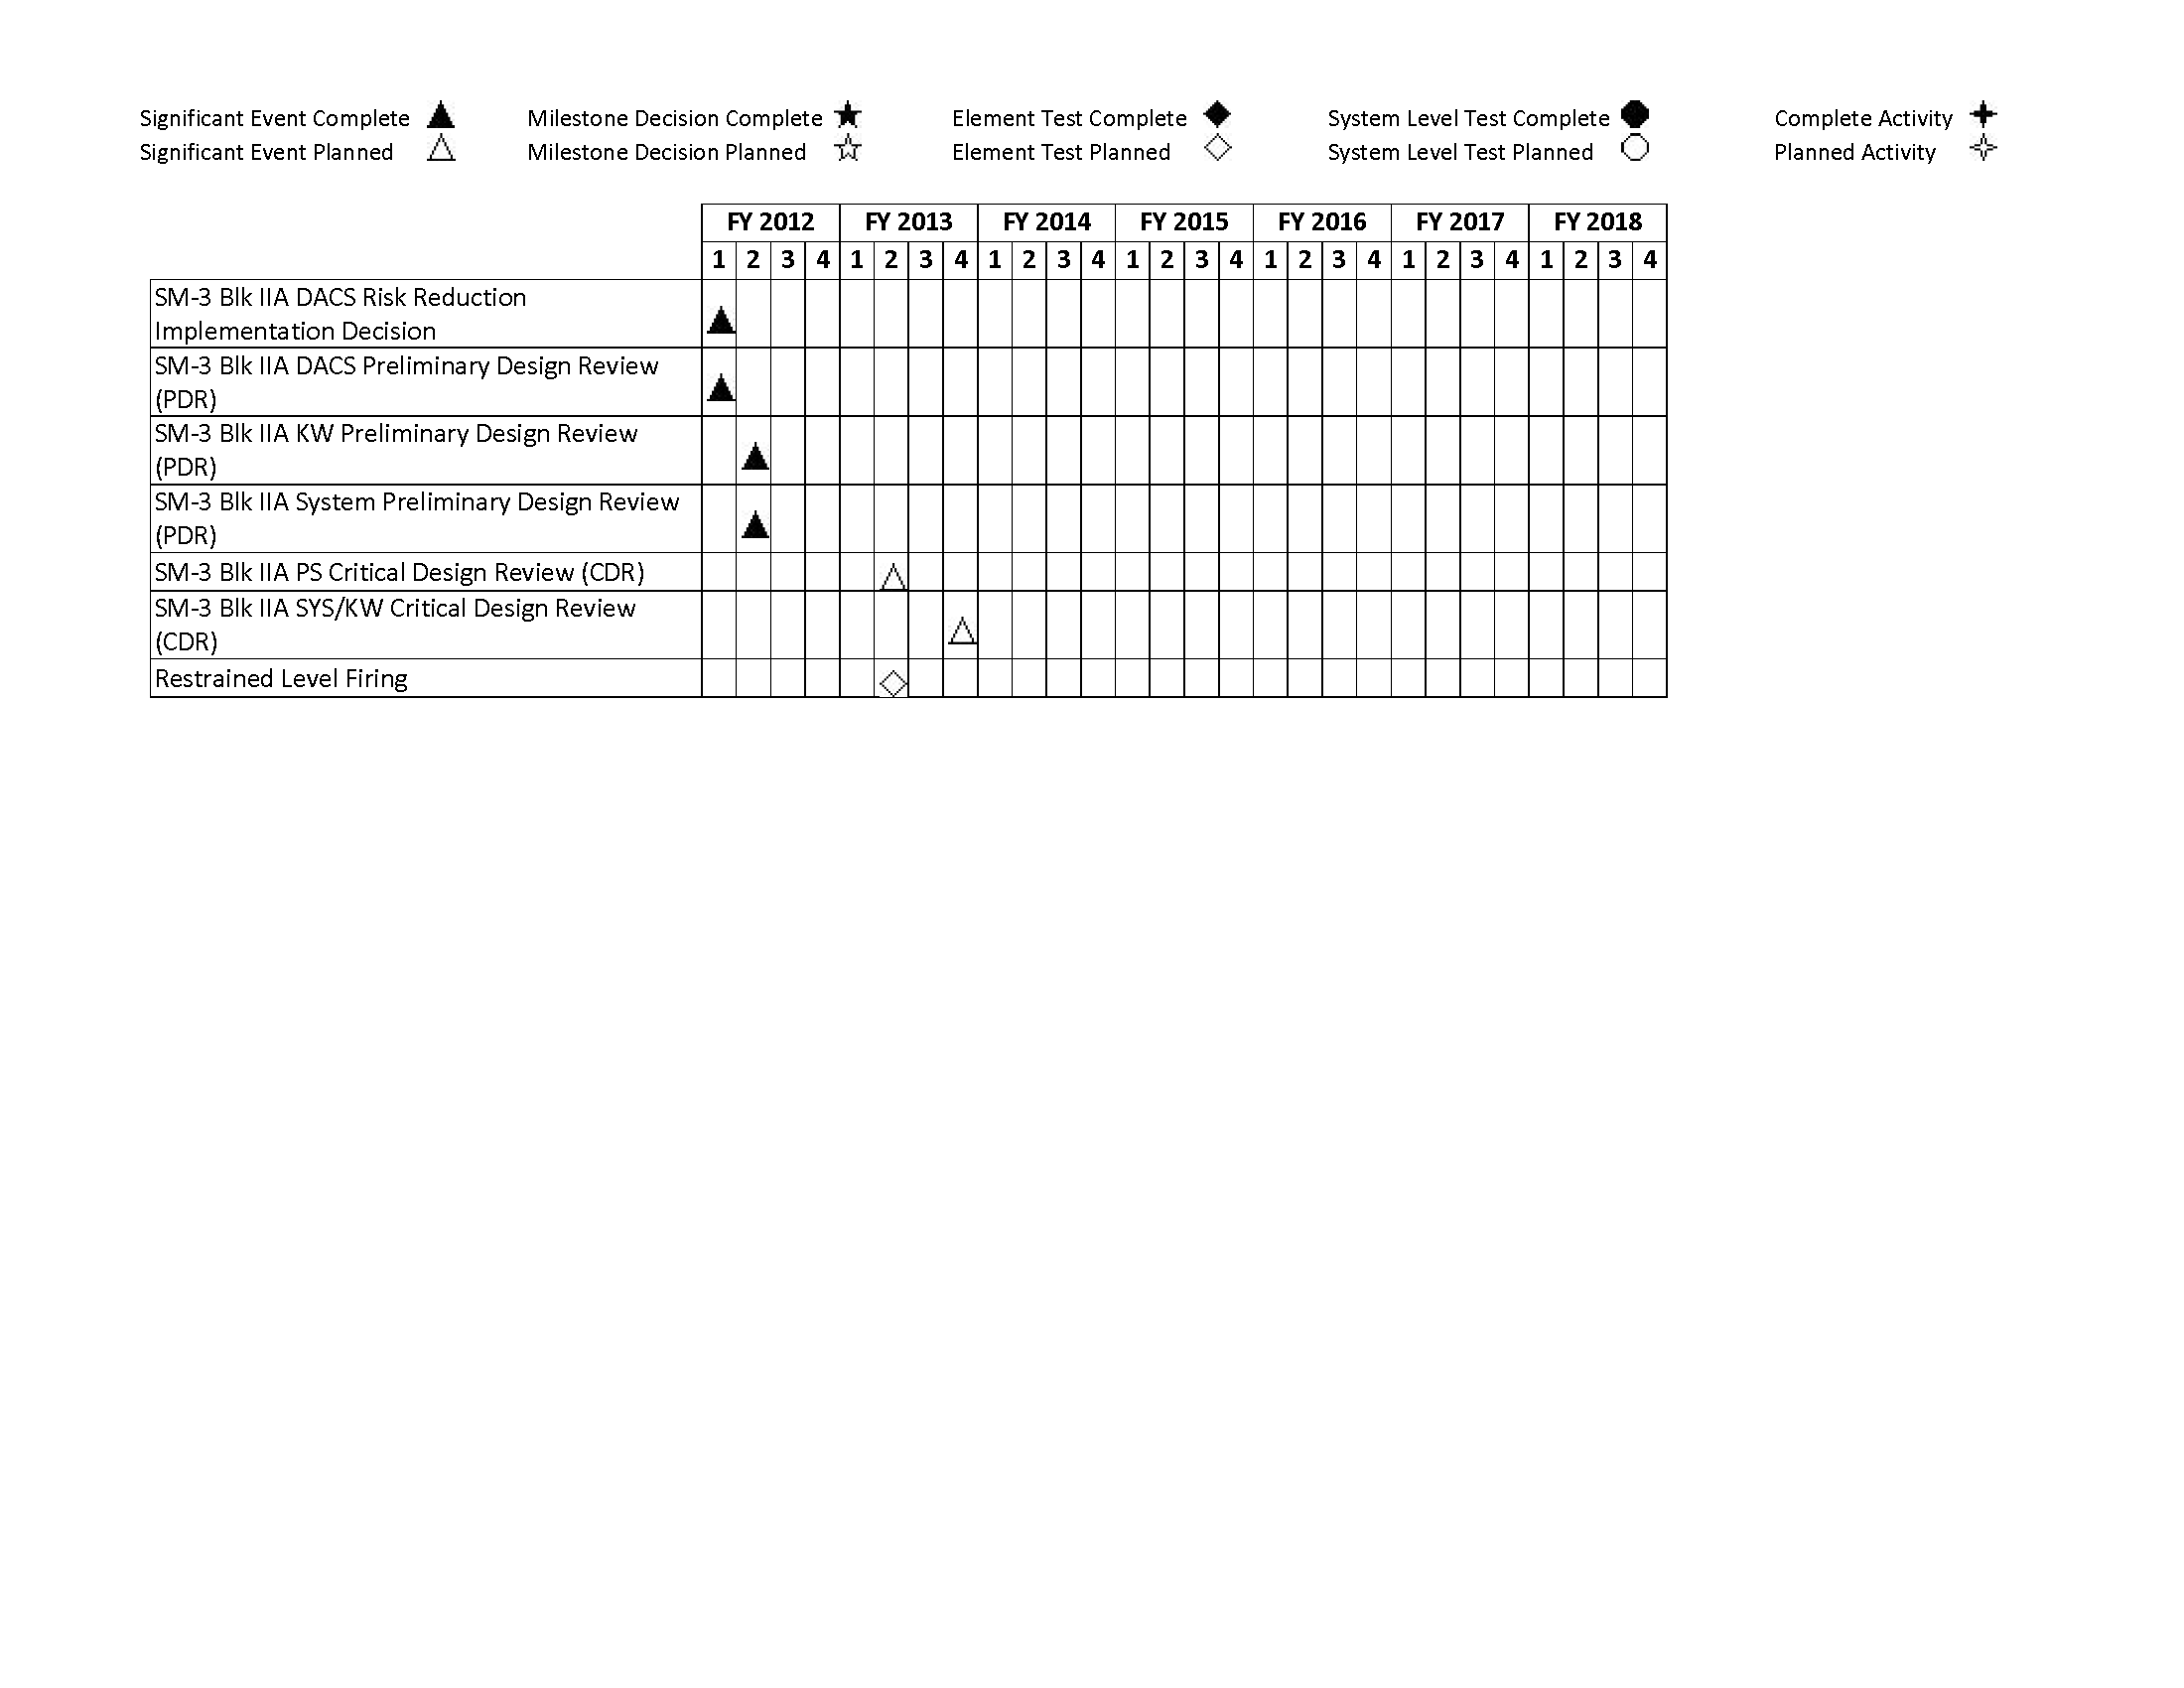 Significant Event Complete ▲ Milestone Decision Complete ★ Element Test Complete ◆ System Level Test Complete ● Complete Activity ✦
Significant Event Planned △ Milestone Decision Planned ☆ Element Test Planned ◇ System Level Test Planned ○ Planned Activity ✧
FY 2012 FY 2013 FY 2014 FY 2015 FY 2016 FY 2017 FY 2018
1 2 3 4 1 2 3 4 1 2 3 4 1 2 3 4 1 2 3 4 1 2 3 4 1 2 3 4
SM-3 Blk IIA DACS Risk Reduction
Implementation Decision
SM-3 Blk IIA DACS Preliminary Design Review
(PDR)
SM-3 Blk IIA KW Preliminary Design Review
(PDR)
SM-3 Blk IIA System Preliminary Design Review
(PDR)
SM-3 Blk IIA PS Critical Design Review (CDR)
SM-3 Blk IIA SYS/KW Critical Design Review
(CDR)
Restrained Level Firing